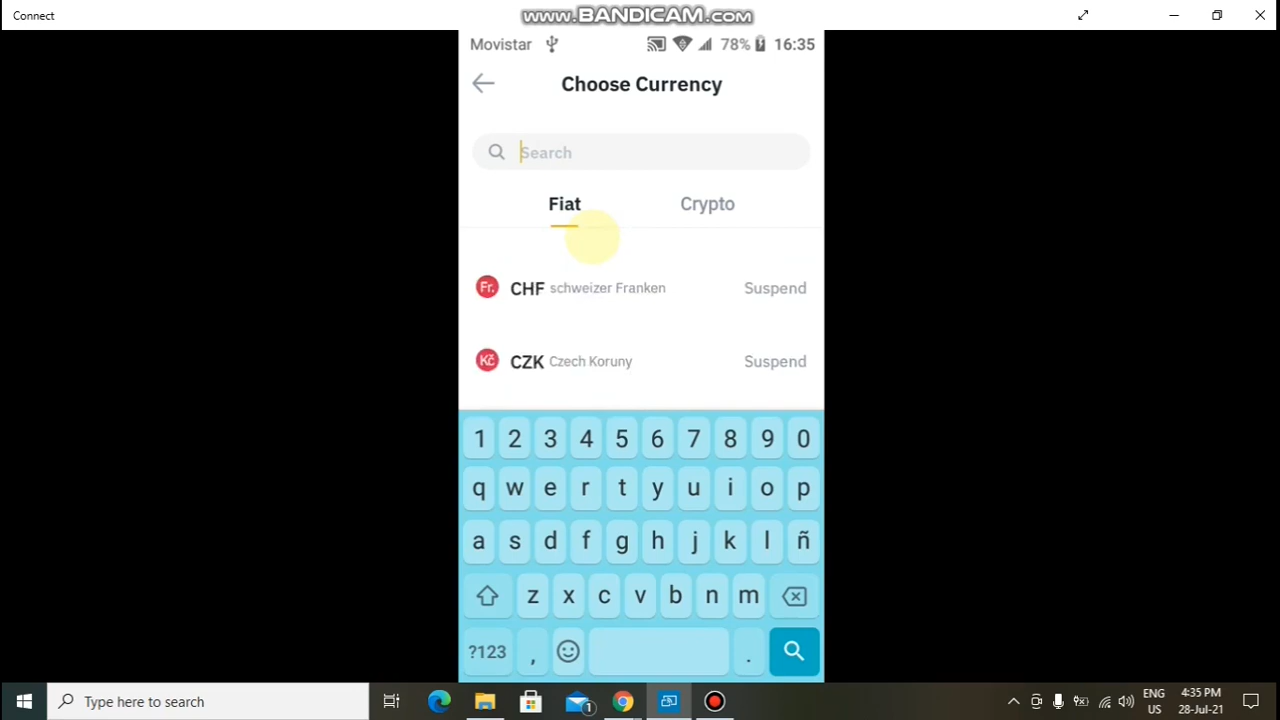 Connect
www.BANDICAM.com
Movistar 78% 16:35
Choose Currency
Search
Fiat Crypto
Fr. CHF schweizer Franken Suspend
Kč CZK Czech Koruny Suspend
1 2 3 4 5 6 7 8 9 0
q w e r t y u i o p
a s d f g h j k l ñ
z x c v b n m
?123 , .
Type here to search
1
ENG
US
4:35 PM
28-Jul-21